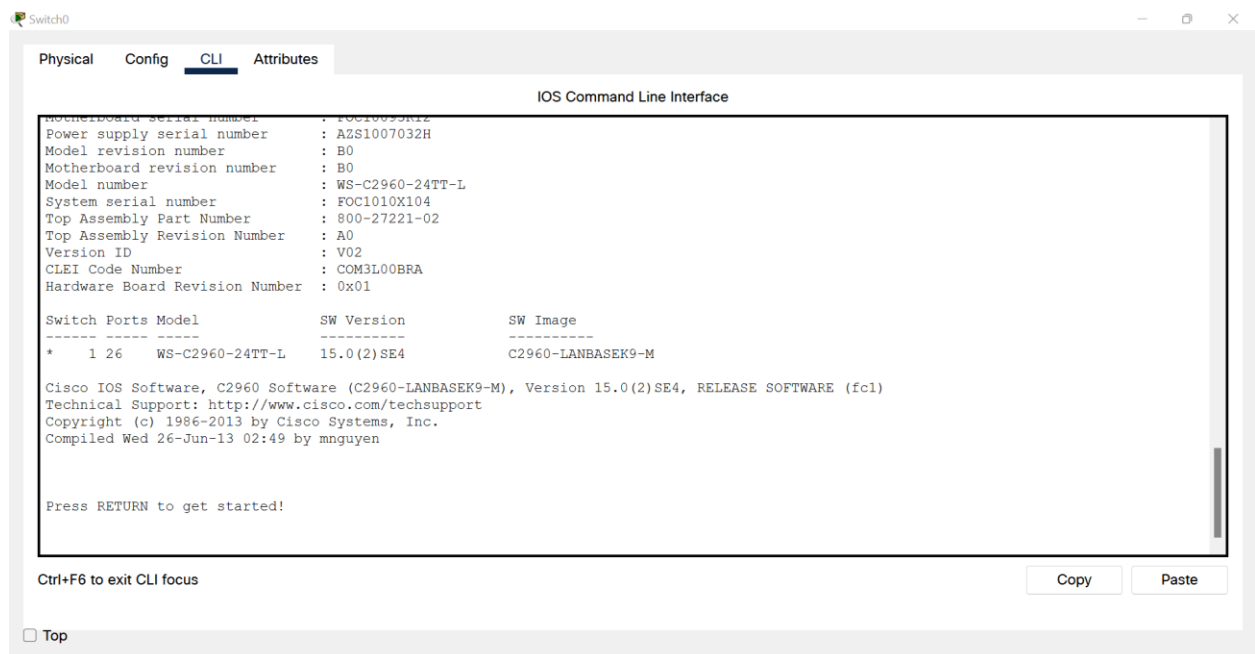 Switch0
Physical Config CLI Attributes
IOS Command Line Interface
Motherboard serial number : FOC10093R12
Power supply serial number : AZS1007032H
Model revision number : B0
Motherboard revision number : B0
Model number : WS-C2960-24TT-L
System serial number : FOC1010X104
Top Assembly Part Number : 800-27221-02
Top Assembly Revision Number : A0
Version ID : V02
CLEI Code Number : COM3L00BRA
Hardware Board Revision Number : 0x01
Switch Ports Model SW Version SW Image
------ ----- ----- ---------- ----------
* 1 26 WS-C2960-24TT-L 15.0(2)SE4 C2960-LANBASEK9-M
Cisco IOS Software, C2960 Software (C2960-LANBASEK9-M), Version 15.0(2)SE4, RELEASE SOFTWARE (fc1)
Technical Support: http://www.cisco.com/techsupport
Copyright (c) 1986-2013 by Cisco Systems, Inc.
Compiled Wed 26-Jun-13 02:49 by mnguyen
Press RETURN to get started!
Ctrl+F6 to exit CLI focus
Copy Paste
Top